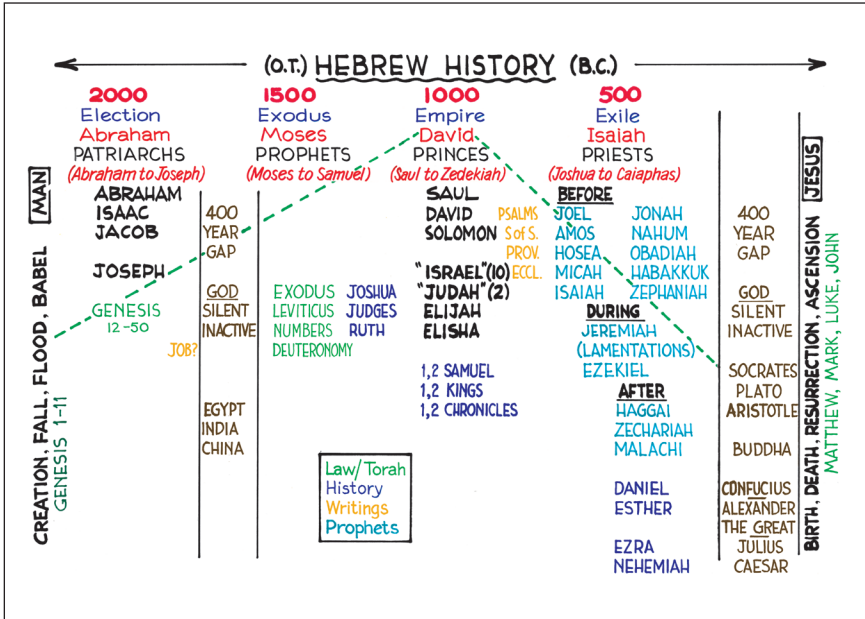 (O.T.) HEBREW HISTORY (B.C.)
2000
Election
Abraham
PATRIARCHS
(Abraham to Joseph)
1500
Exodus
Moses
PROPHETS
(Moses to Samuel)
1000
Empire
David
PRINCES
(Saul to Zedekiah)
500
Exile
Isaiah
PRIESTS
(Joshua to Caiaphas)
MAN
CREATION, FALL, FLOOD, BABEL
GENESIS 1-11
ABRAHAM
ISAAC
JACOB
JOSEPH
GENESIS
12-50
JOB?
400
YEAR
GAP
GOD
SILENT
INACTIVE
EGYPT
INDIA
CHINA
EXODUS
LEVITICUS
NUMBERS
DEUTERONOMY
JOSHUA
JUDGES
RUTH
SAUL
DAVID
SOLOMON
"ISRAEL"(10)
"JUDAH"(2)
ELIJAH
ELISHA
PSALMS
S of S.
PROV.
ECCL.
1,2 SAMUEL
1,2 KINGS
1,2 CHRONICLES
Law/Torah
History
Writings
Prophets
BEFORE
JOEL
AMOS
HOSEA
MICAH
ISAIAH
JONAH
NAHUM
OBADIAH
HABAKKUK
ZEPHANIAH
DURING
JEREMIAH
(LAMENTATIONS)
EZEKIEL
AFTER
HAGGAI
ZECHARIAH
MALACHI
DANIEL
ESTHER
EZRA
NEHEMIAH
400
YEAR
GAP
GOD
SILENT
INACTIVE
SOCRATES
PLATO
ARISTOTLE
BUDDHA
CONFUCIUS
ALEXANDER
THE GREAT
JULIUS
CAESAR
JESUS
BIRTH, DEATH, RESURRECTION, ASCENSION
MATTHEW, MARK, LUKE, JOHN